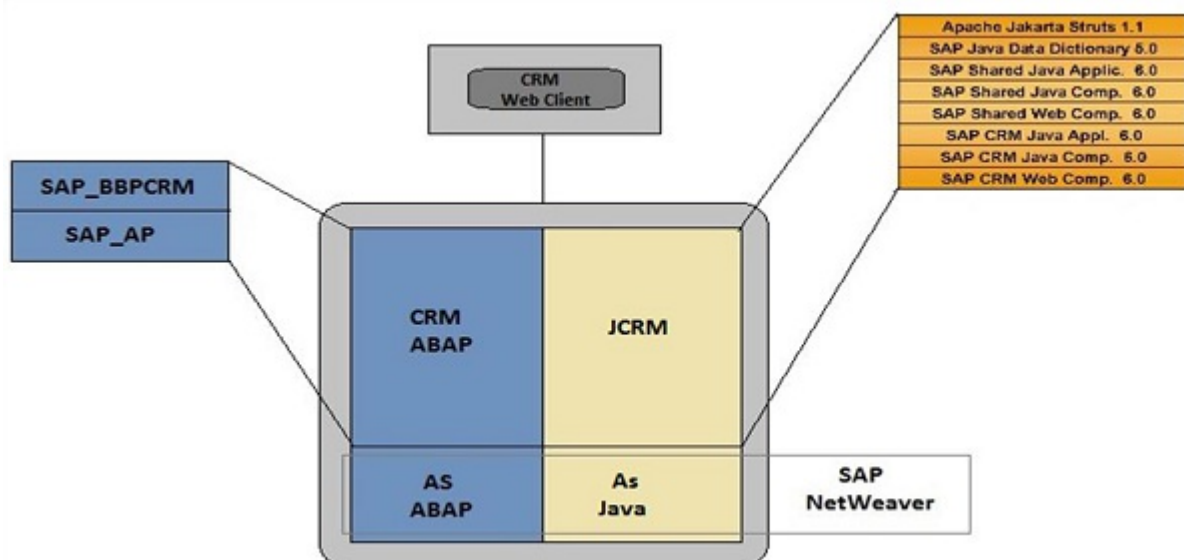 CRM
Web Client
Apache Jakarta Struts 1.1
SAP Java Data Dictionary 5.0
SAP Shared Java Applic. 6.0
SAP Shared Java Comp. 6.0
SAP Shared Web Comp. 6.0
SAP CRM Java Appl. 6.0
SAP CRM Java Comp. 6.0
SAP CRM Web Comp. 6.0
SAP_BBPCRM
SAP_AP
CRM
ABAP
JCRM
AS
ABAP
As
Java
SAP
NetWeaver